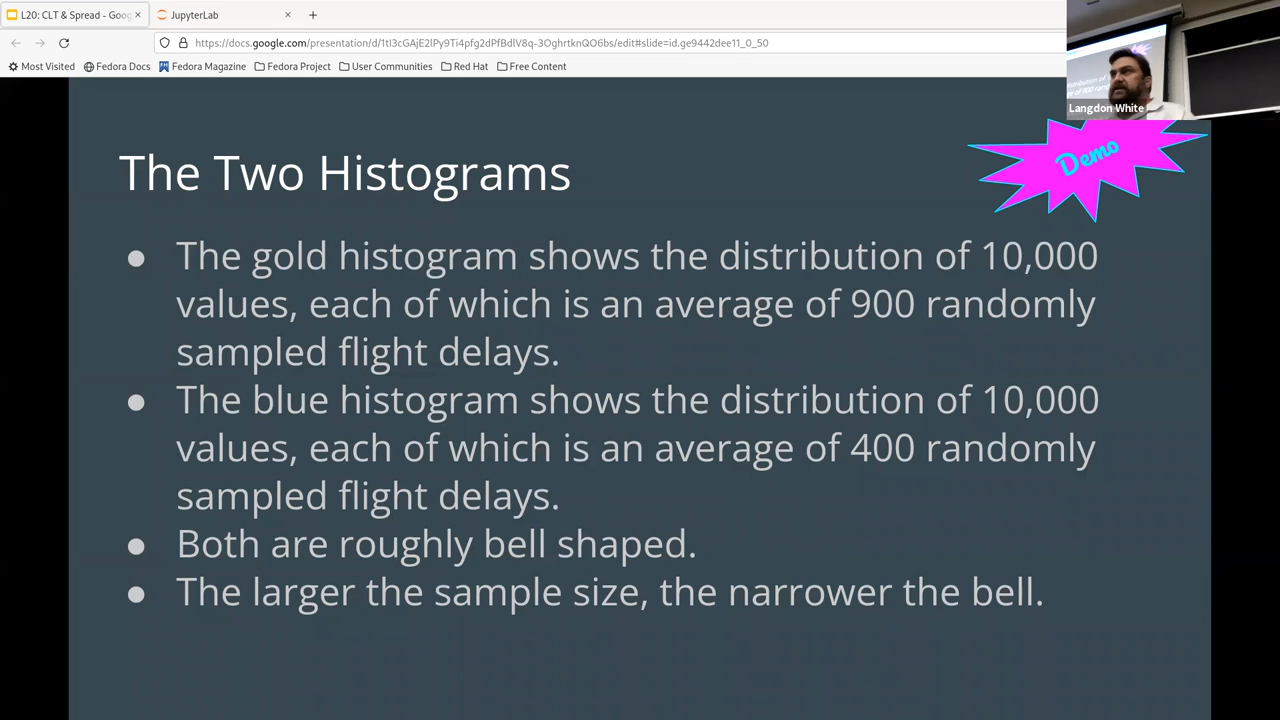 L20: CLT & Spread - Goog
JupyterLab
https://docs.google.com/presentation/d/1tI3cGAjE2lPy9Ti4pfg2dPfBdlV8q-3OghrtknQO6bs/edit#slide=id.ge9442dee11_0_50
Most Visited
Fedora Docs
Fedora Magazine
Fedora Project
User Communities
Red Hat
Free Content
Langdon White
Demo
The Two Histograms
● The gold histogram shows the distribution of 10,000
values, each of which is an average of 900 randomly
sampled flight delays.
● The blue histogram shows the distribution of 10,000
values, each of which is an average of 400 randomly
sampled flight delays.
● Both are roughly bell shaped.
● The larger the sample size, the narrower the bell.